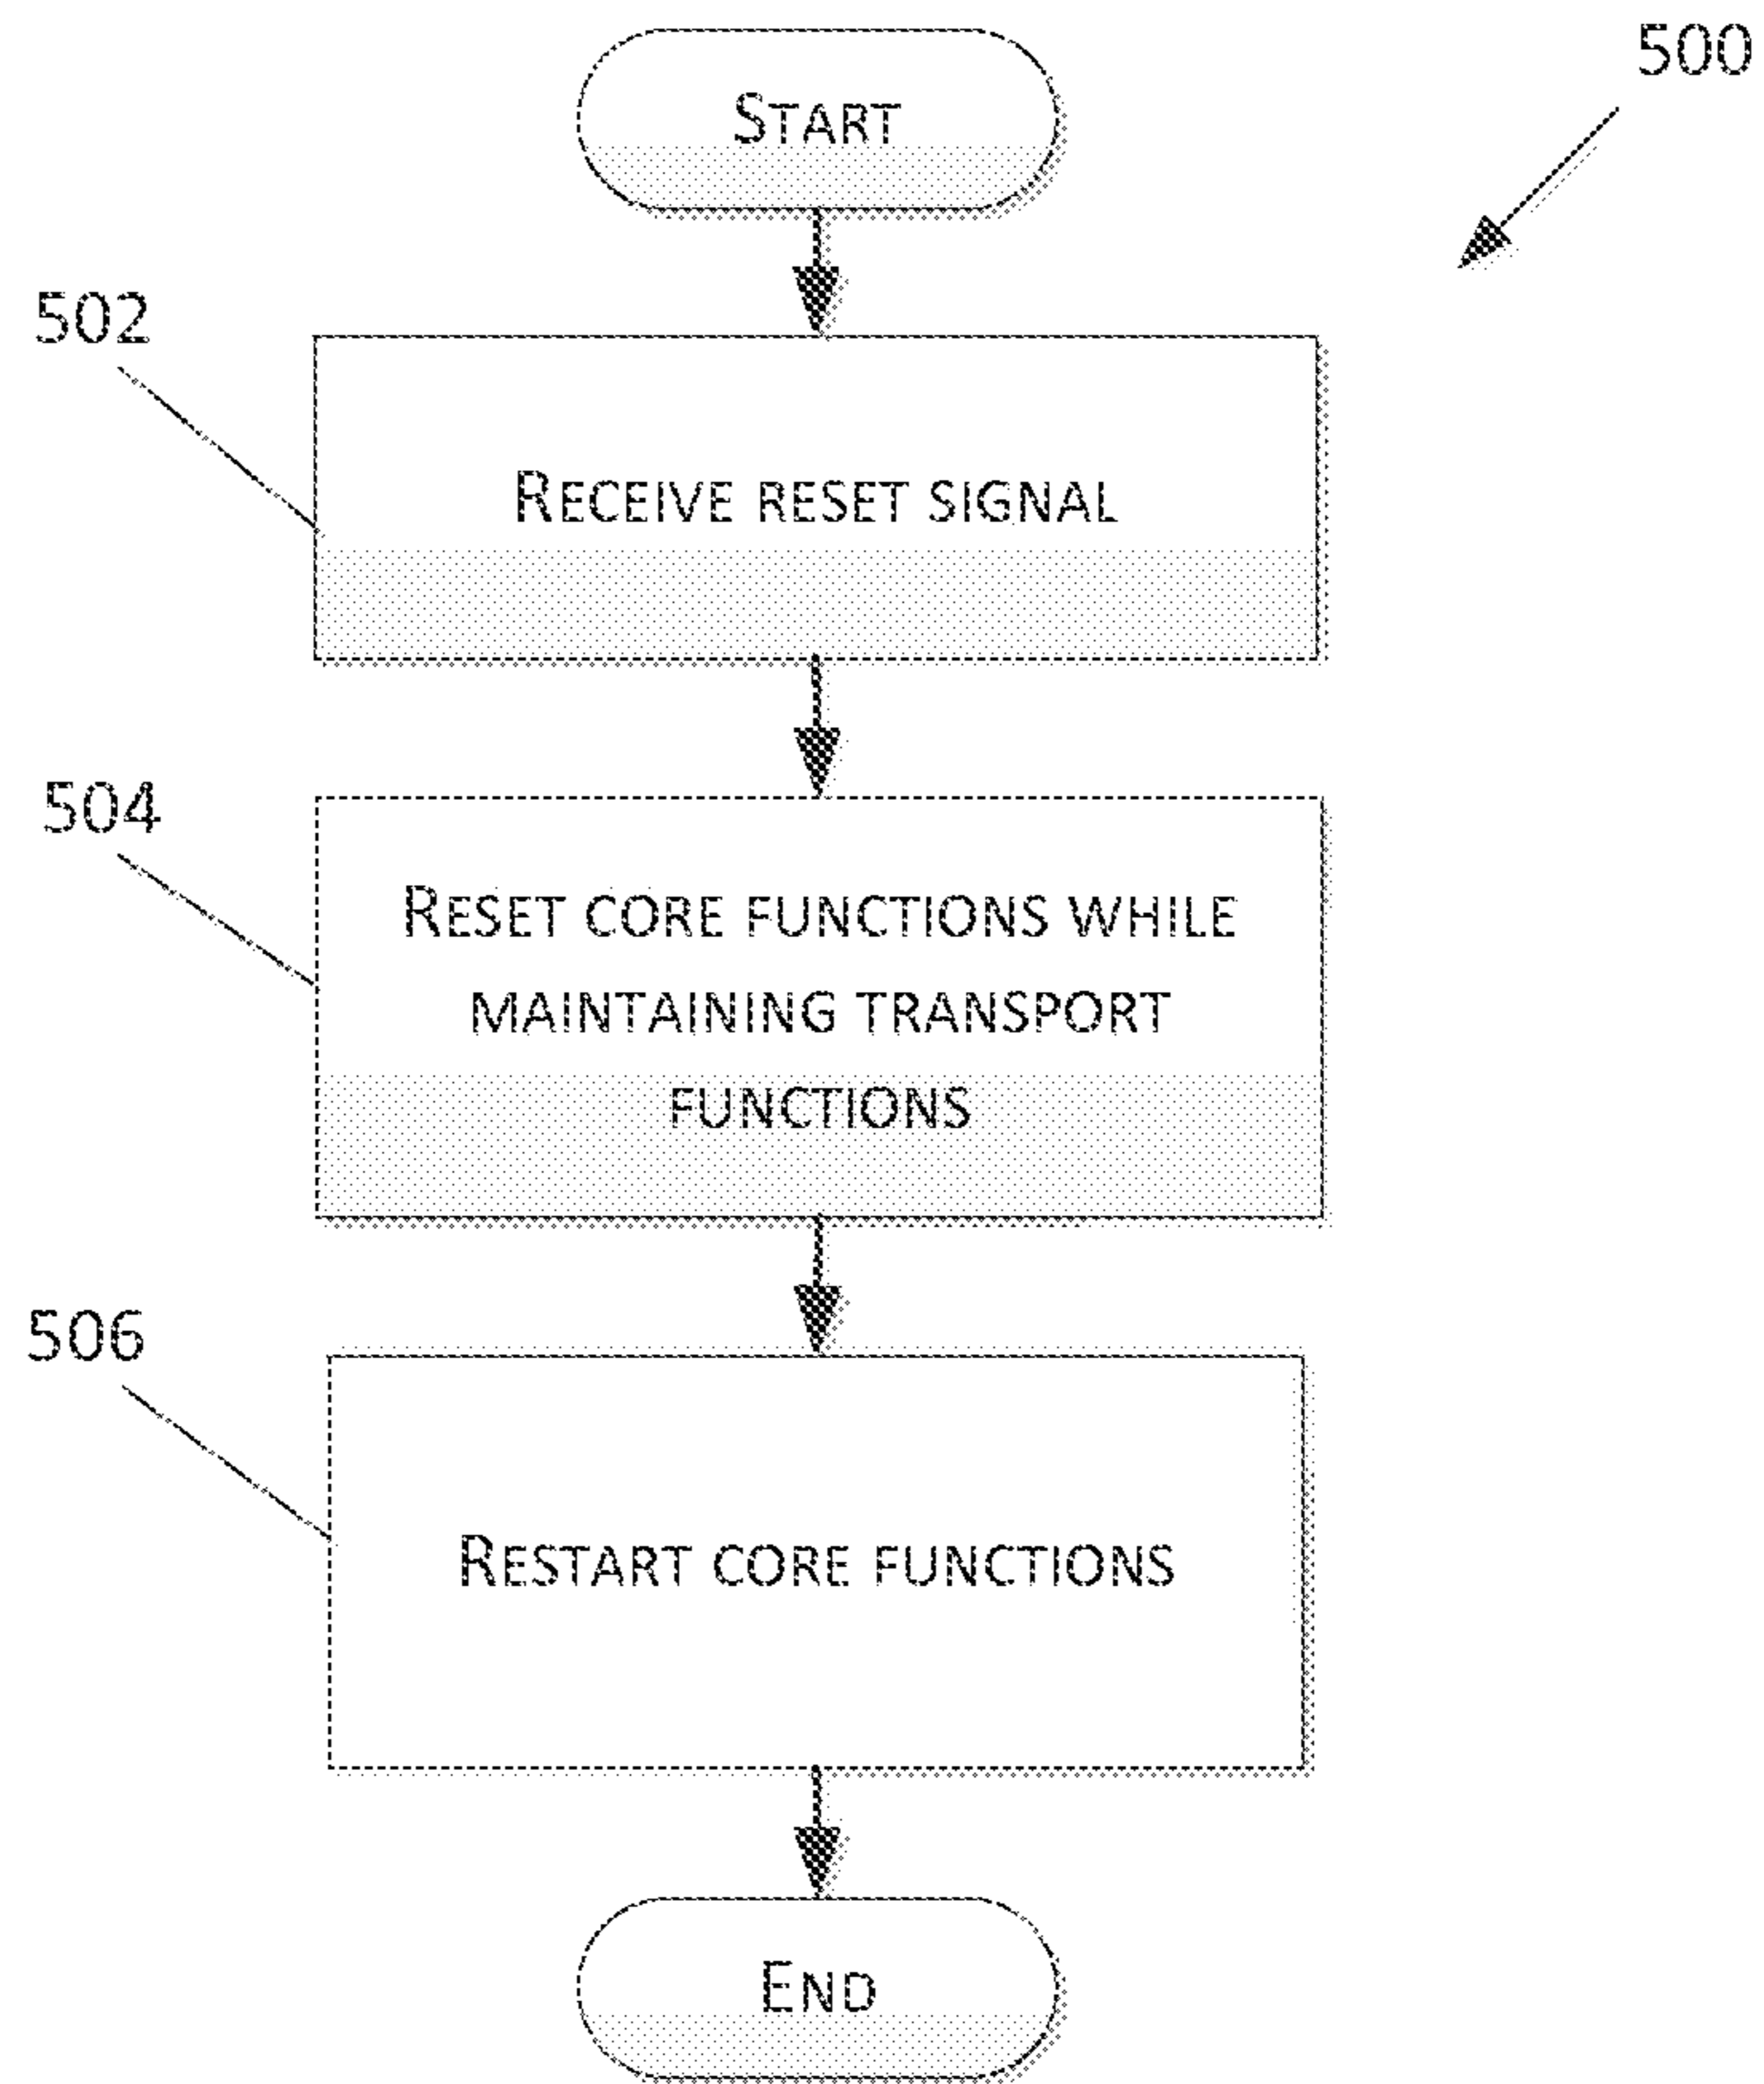 500
START
502
RECEIVE RESET SIGNAL
504
RESET CORE FUNCTIONS WHILE
MAINTAINING TRANSPORT
FUNCTIONS
506
RESTART CORE FUNCTIONS
END